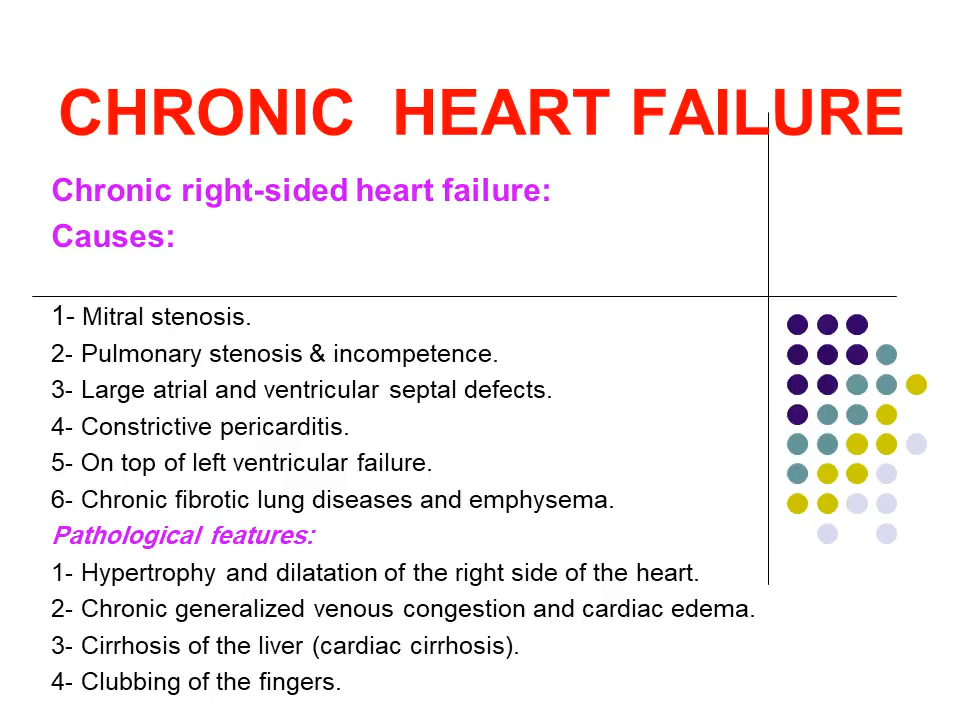 CHRONIC HEART FAILURE
Chronic right-sided heart failure:
Causes:
1- Mitral stenosis.
2- Pulmonary stenosis & incompetence.
3- Large atrial and ventricular septal defects.
4- Constrictive pericarditis.
5- On top of left ventricular failure.
6- Chronic fibrotic lung diseases and emphysema.
Pathological features:
1- Hypertrophy and dilatation of the right side of the heart.
2- Chronic generalized venous congestion and cardiac edema.
3- Cirrhosis of the liver (cardiac cirrhosis).
4- Clubbing of the fingers.